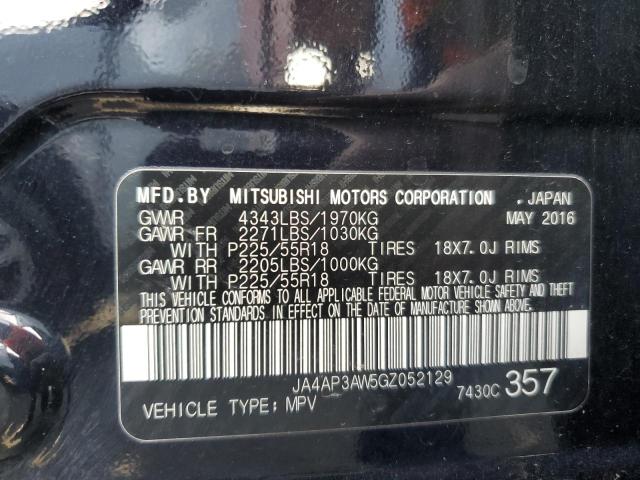 MFD.BY MITSUBISHI MOTORS CORPORATION , JAPAN
GVWR 4343LBS/1970KG MAY 2016
GAWR FR 2271LBS/1030KG
WITH P225/55R18 TIRES 18X7.0J RIMS
GAWR RR 2205LBS/1000KG
WITH P225/55R18 TIRES 18X7.0J RIMS
THIS VEHICLE CONFORMS TO ALL APPLICABLE FEDERAL MOTOR VEHICLE SAFETY AND THEFT
PREVENTION STANDARDS. IN EFFECT ON THE DATE OF MANUFACTURE SHOWN ABOVE.
JA4AP3AW5GZ052129
VEHICLE TYPE: MPV 7430C 357